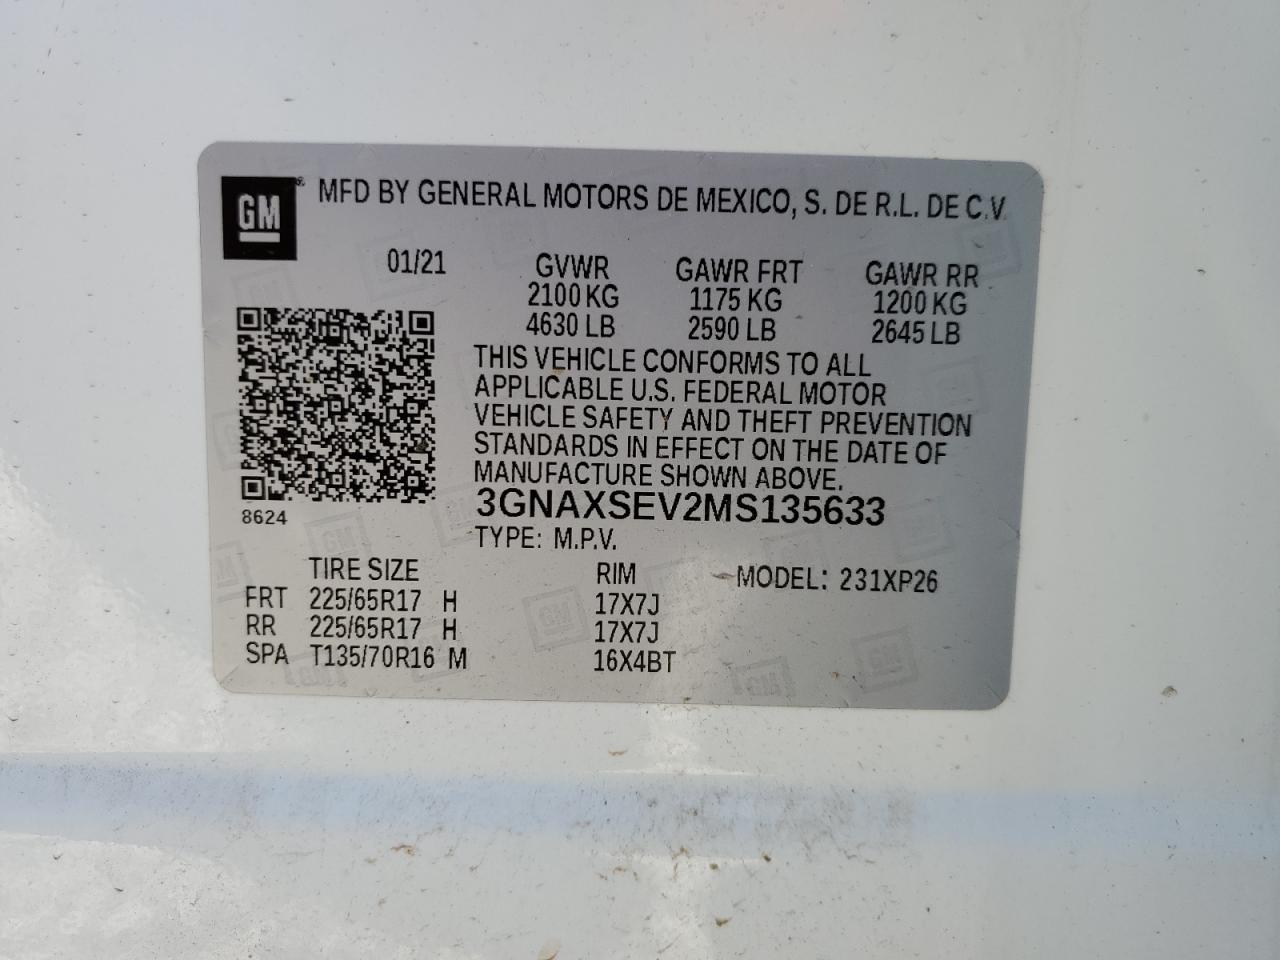 GM® MFD BY GENERAL MOTORS DE MEXICO, S. DE R.L. DE C.V.
01/21 GVWR GAWR FRT GAWR RR
2100 KG 1175 KG 1200 KG
4630 LB 2590 LB 2645 LB
THIS VEHICLE CONFORMS TO ALL
APPLICABLE U.S. FEDERAL MOTOR
VEHICLE SAFETY AND THEFT PREVENTION
STANDARDS IN EFFECT ON THE DATE OF
MANUFACTURE SHOWN ABOVE.
3GNAXSEV2MS135633
8624
TYPE: M.P.V.
TIRE SIZE RIM MODEL: 231XP26
FRT 225/65R17 H 17X7J
RR 225/65R17 H 17X7J
SPA T135/70R16 M 16X4BT